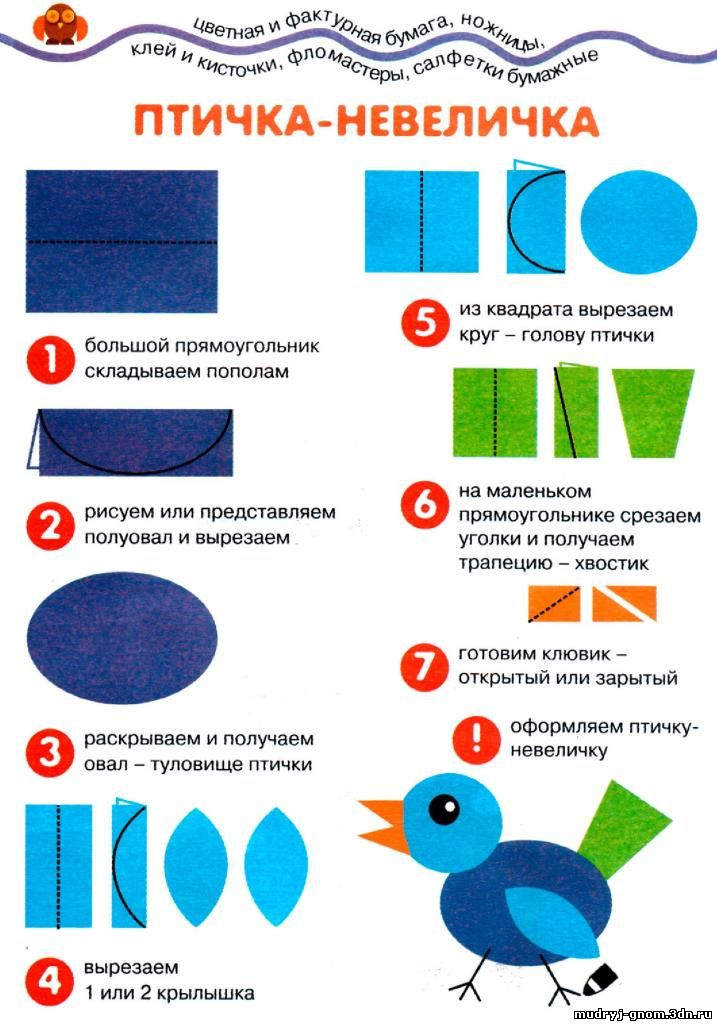 цветная и фактурная бумага, ножницы,
клей и кисточки, фломастеры, салфетки бумажные
ПТИЧКА-НЕВЕЛИЧКА
1
большой прямоугольник
складываем пополам
2
рисуем или представляем
полуовал и вырезаем
3
раскрываем и получаем
овал – туловище птички
4
вырезаем
1 или 2 крылышка
5
из квадрата вырезаем
круг – голову птички
6
на маленьком
прямоугольнике срезаем
уголки и получаем
трапецию – хвостик
7
готовим клювик –
открытый или зарытый
!
оформляем птичку-
невеличку
mudryj-gnom.3dn.ru